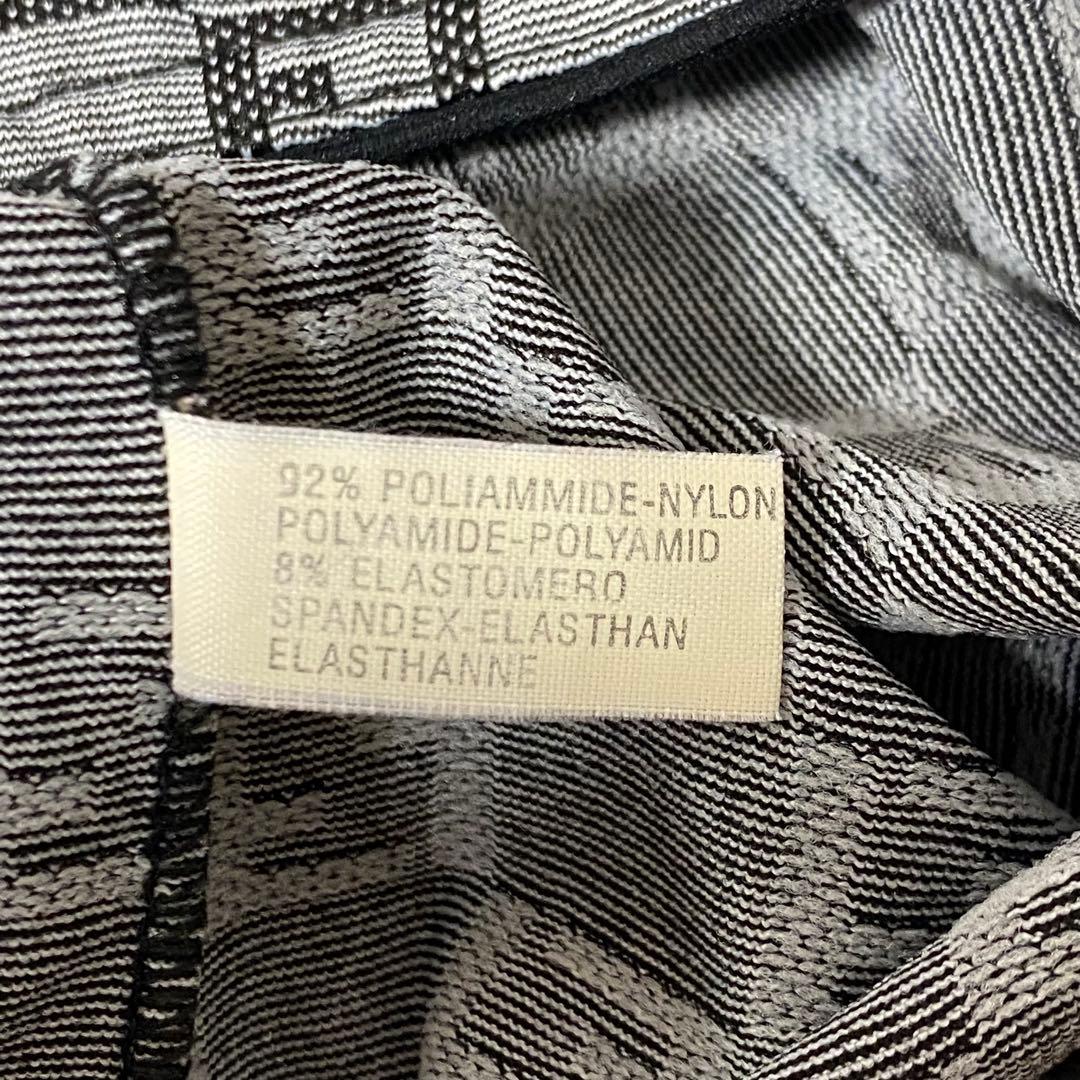 92% POLIAMMIDE-NYLON
POLYAMIDE-POLYAMID
8% ELASTOMERO
SPANDEX-ELASTHAN
ELASTHANNE